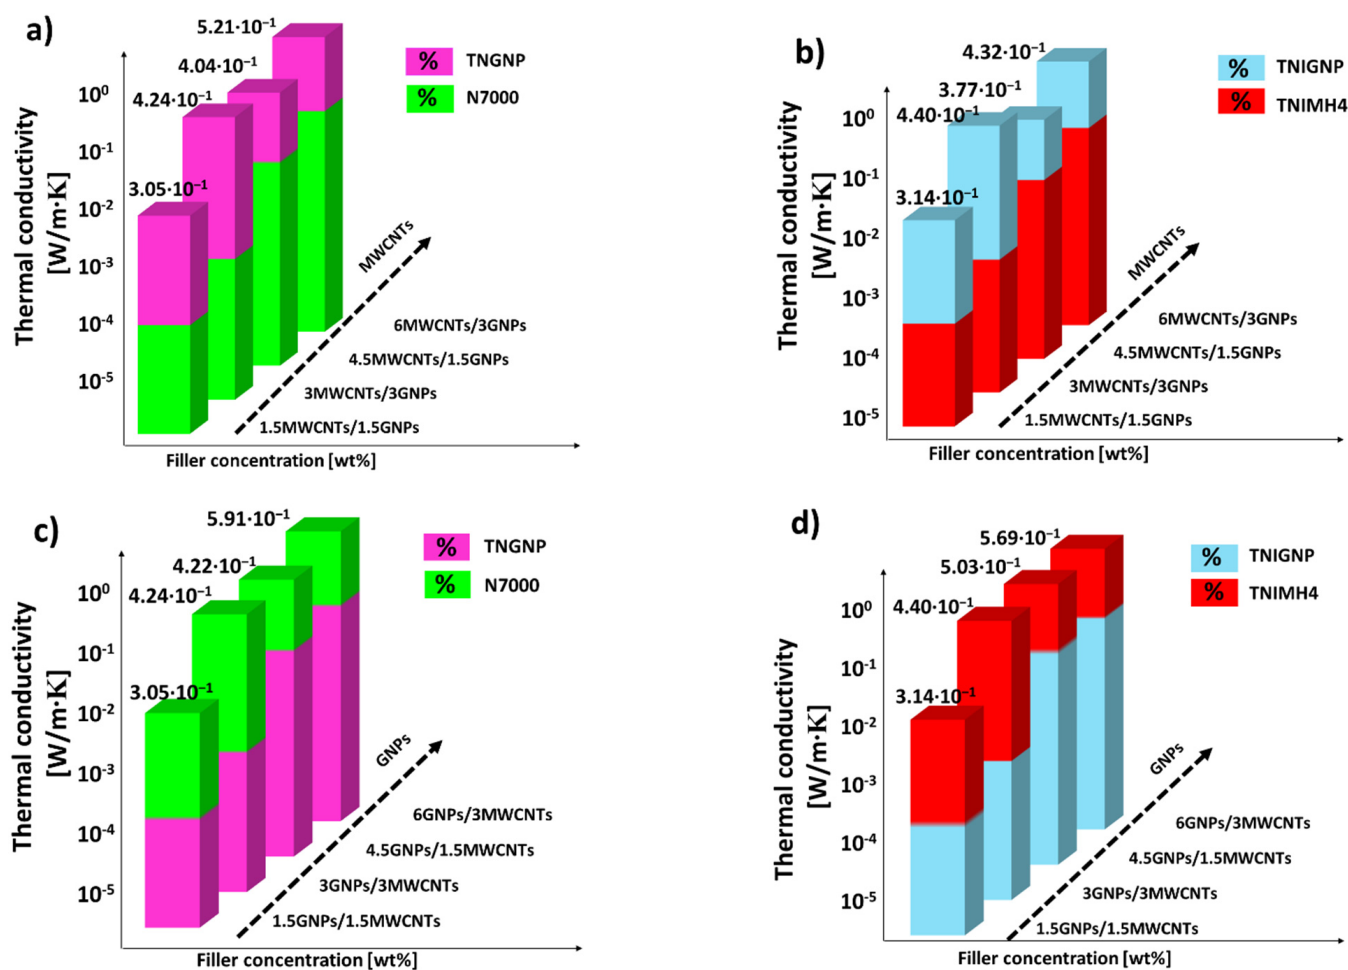 a)
5.21·10⁻¹
4.04·10⁻¹
4.24·10⁻¹
3.05·10⁻¹
% TNGNP
% N7000
Thermal conductivity
[W/m·K]
10⁰
10⁻¹
10⁻²
10⁻³
10⁻⁴
10⁻⁵
MWCNTs
6MWCNTs/3GNPs
4.5MWCNTs/1.5GNPs
3MWCNTs/3GNPs
1.5MWCNTs/1.5GNPs
Filler concentration [wt%]
b)
4.32·10⁻¹
3.77·10⁻¹
4.40·10⁻¹
3.14·10⁻¹
% TNIGNP
% TNIMH4
Thermal conductivity
[W/m·K]
10⁰
10⁻¹
10⁻²
10⁻³
10⁻⁴
10⁻⁵
MWCNTs
6MWCNTs/3GNPs
4.5MWCNTs/1.5GNPs
3MWCNTs/3GNPs
1.5MWCNTs/1.5GNPs
Filler concentration [wt%]
c)
5.91·10⁻¹
4.22·10⁻¹
4.24·10⁻¹
3.05·10⁻¹
% TNGNP
% N7000
Thermal conductivity
[W/m·K]
10⁰
10⁻¹
10⁻²
10⁻³
10⁻⁴
10⁻⁵
GNPs
6GNPs/3MWCNTs
4.5GNPs/1.5MWCNTs
3GNPs/3MWCNTs
1.5GNPs/1.5MWCNTs
Filler concentration [wt%]
d)
5.69·10⁻¹
5.03·10⁻¹
4.40·10⁻¹
3.14·10⁻¹
% TNIGNP
% TNIMH4
Thermal conductivity
[W/m·K]
10⁰
10⁻¹
10⁻²
10⁻³
10⁻⁴
10⁻⁵
GNPs
6GNPs/3MWCNTs
4.5GNPs/1.5MWCNTs
3GNPs/3MWCNTs
1.5GNPs/1.5MWCNTs
Filler concentration [wt%]